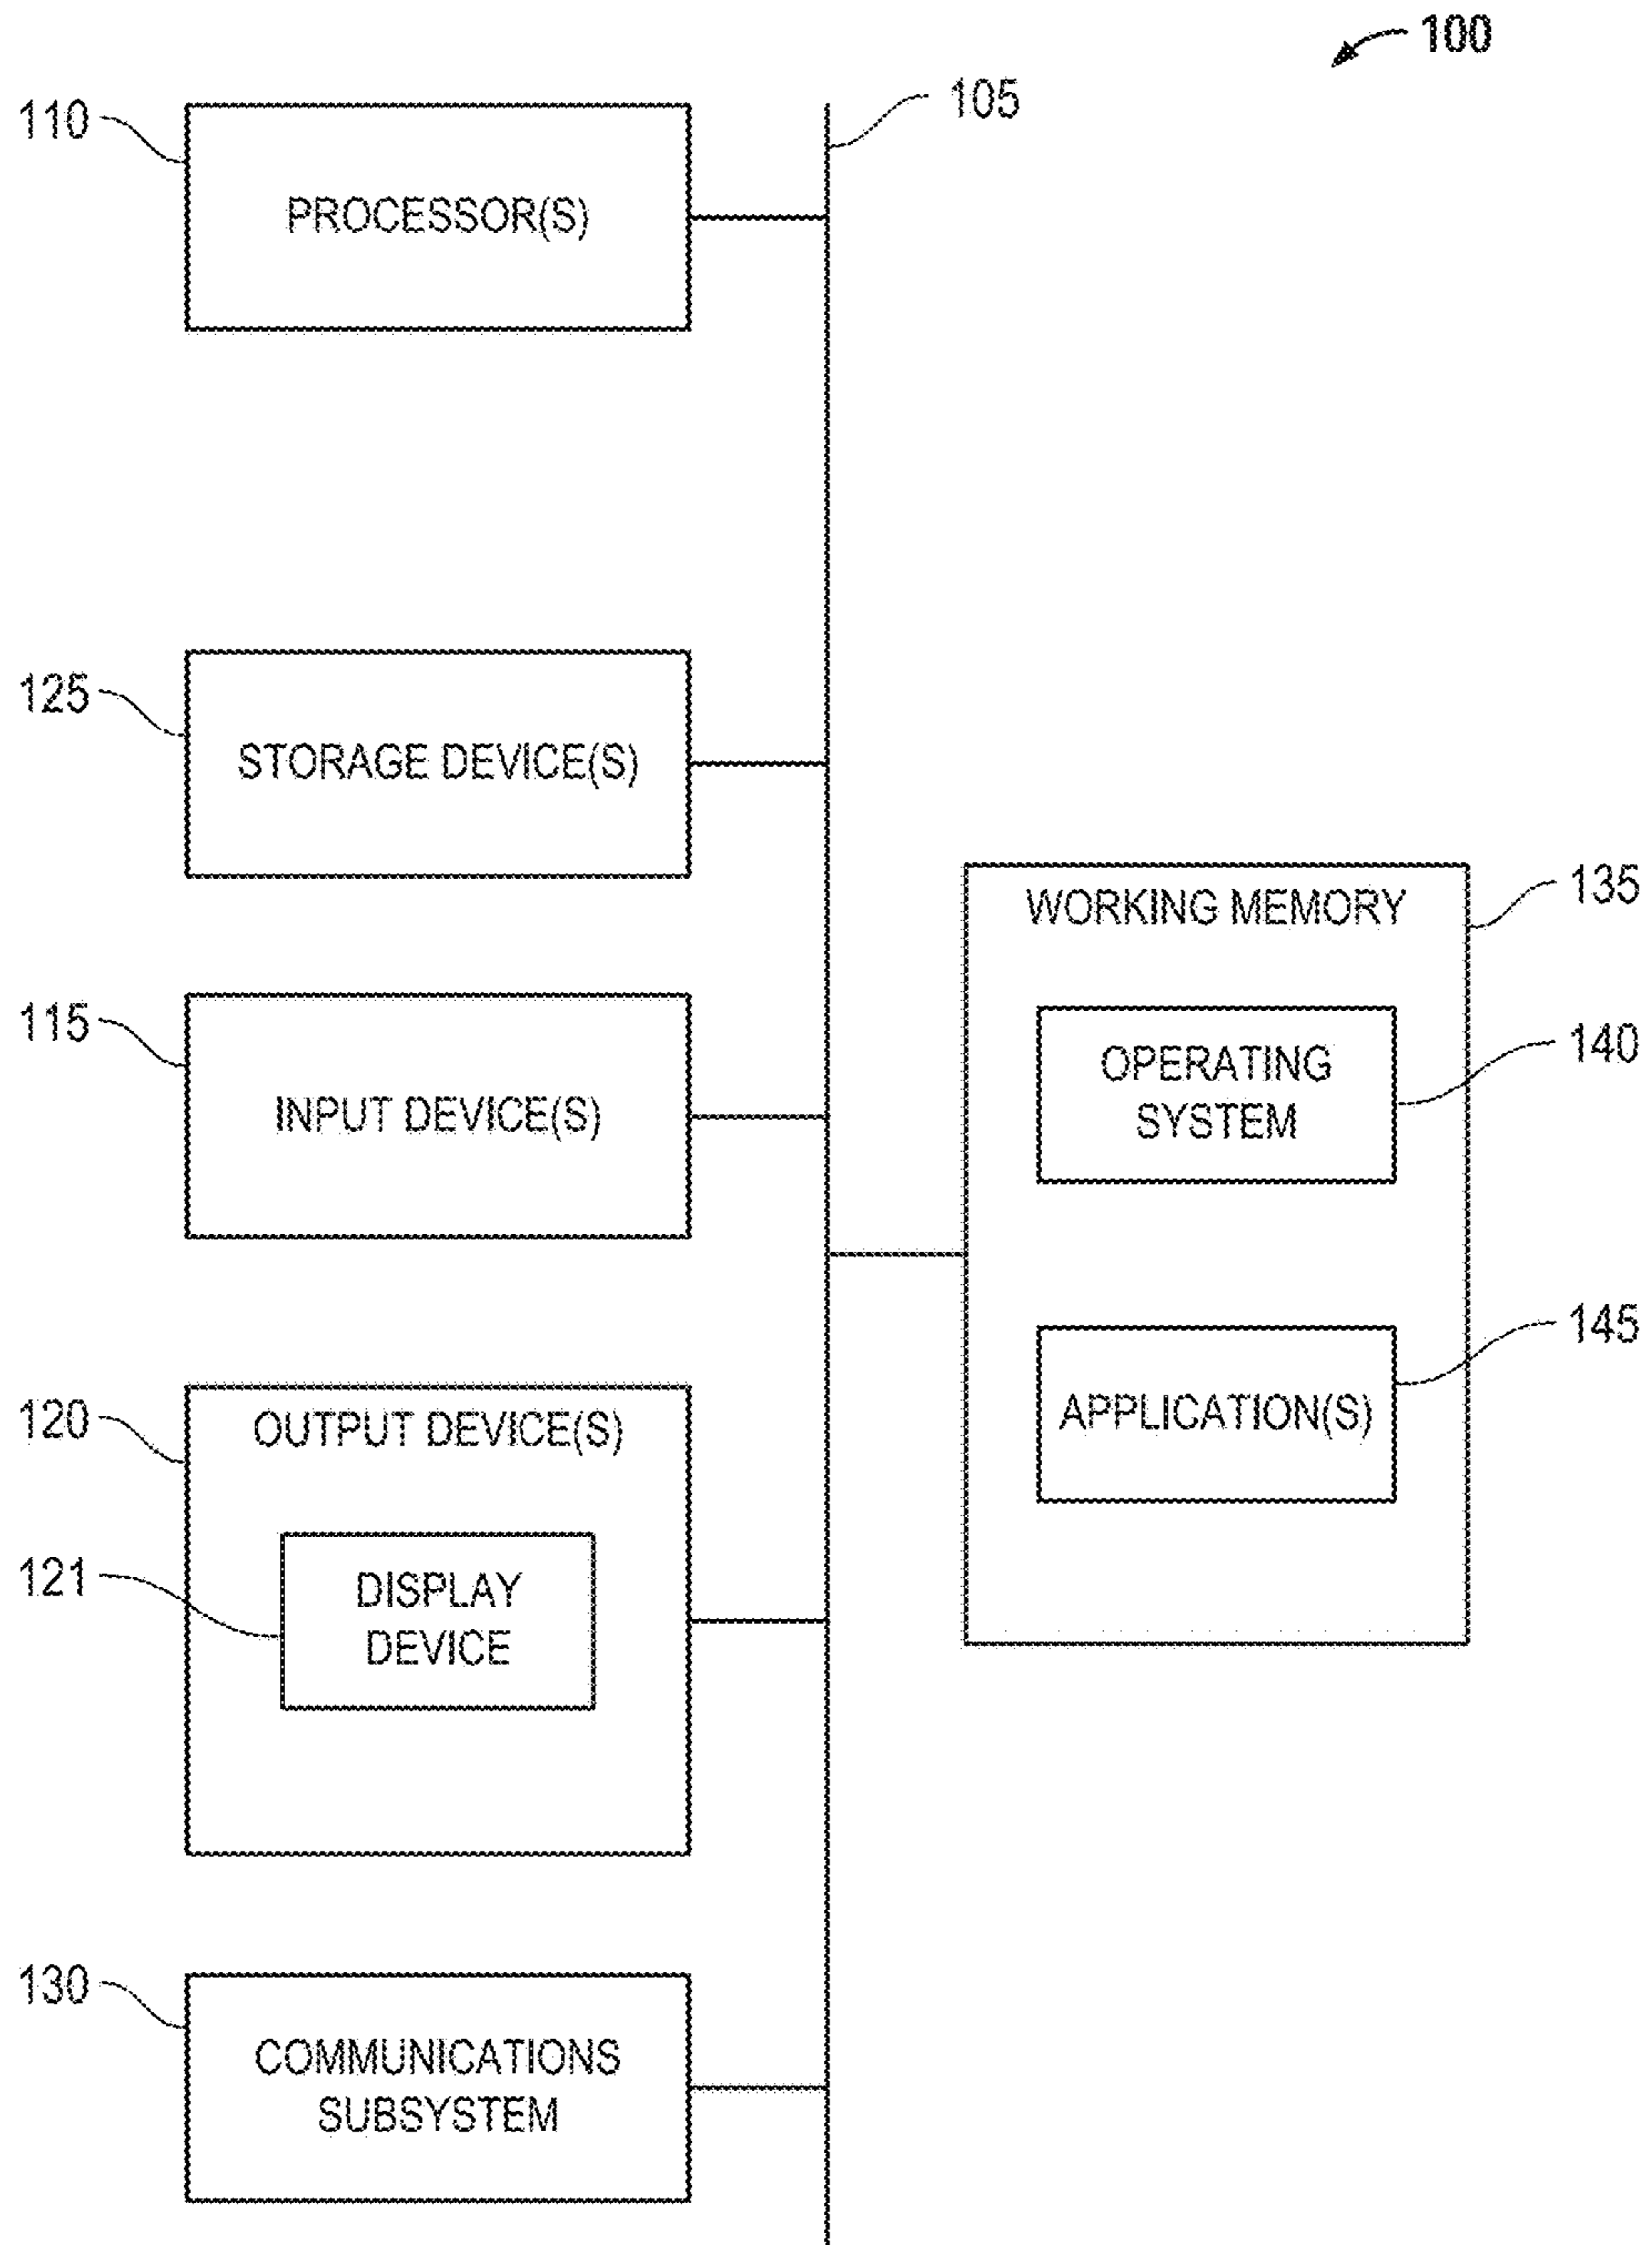 100
105
110
PROCESSOR(S)
125
STORAGE DEVICE(S)
115
INPUT DEVICE(S)
120
OUTPUT DEVICE(S)
121
DISPLAY
DEVICE
130
COMMUNICATIONS
SUBSYSTEM
WORKING MEMORY
135
OPERATING
SYSTEM
140
APPLICATION(S)
145